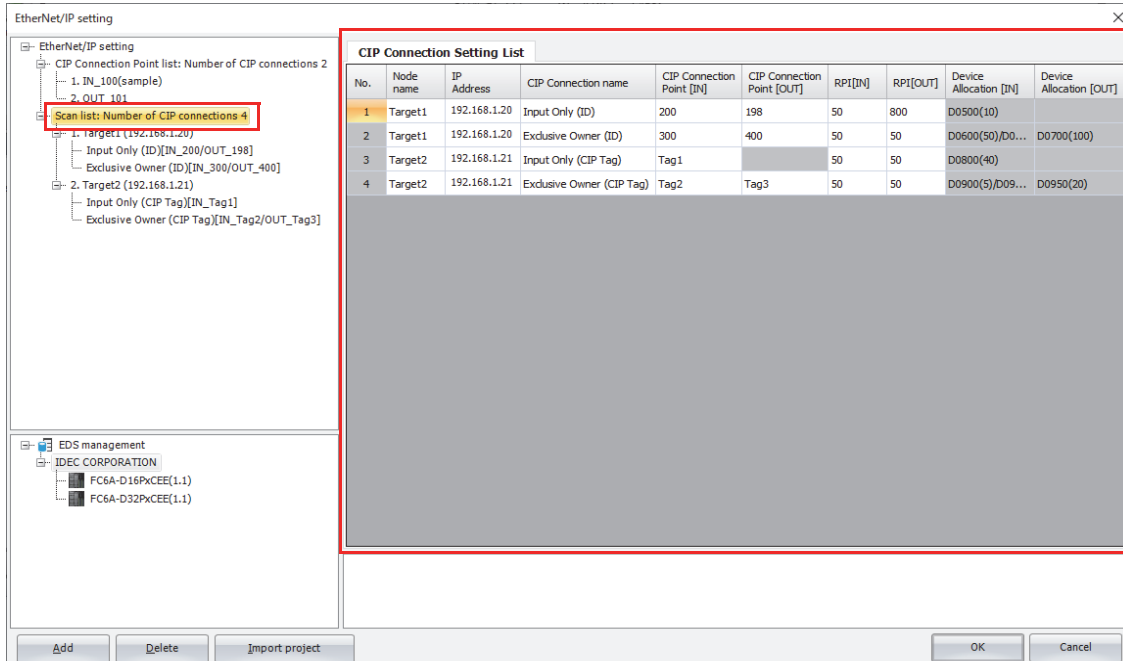 EtherNet/IP setting
EtherNet/IP setting
CIP Connection Point list: Number of CIP connections 2
1. IN_100(sample)
2. OUT_101
Scan list: Number of CIP connections 4
1. Target1 (192.168.1.20)
Input Only (ID)[IN_200/OUT_198]
Exclusive Owner (ID)[IN_300/OUT_400]
2. Target2 (192.168.1.21)
Input Only (CIP Tag)[IN_Tag1]
Exclusive Owner (CIP Tag)[IN_Tag2/OUT_Tag3]
EDS management
IDEC CORPORATION
FC6A-D16PxCEE(1.1)
FC6A-D32PxCEE(1.1)
CIP Connection Setting List
No. Node name IP Address CIP Connection name CIP Connection Point [IN] CIP Connection Point [OUT] RPI[IN] RPI[OUT] Device Allocation [IN] Device Allocation [OUT]
1 Target1 192.168.1.20 Input Only (ID) 200 198 50 800 D0500(10)
2 Target1 192.168.1.20 Exclusive Owner (ID) 300 400 50 50 D0600(50)/D0... D0700(100)
3 Target2 192.168.1.21 Input Only (CIP Tag) Tag1 50 50 D0800(40)
4 Target2 192.168.1.21 Exclusive Owner (CIP Tag) Tag2 Tag3 50 50 D0900(5)/D09... D0950(20)
Add Delete Import project OK Cancel